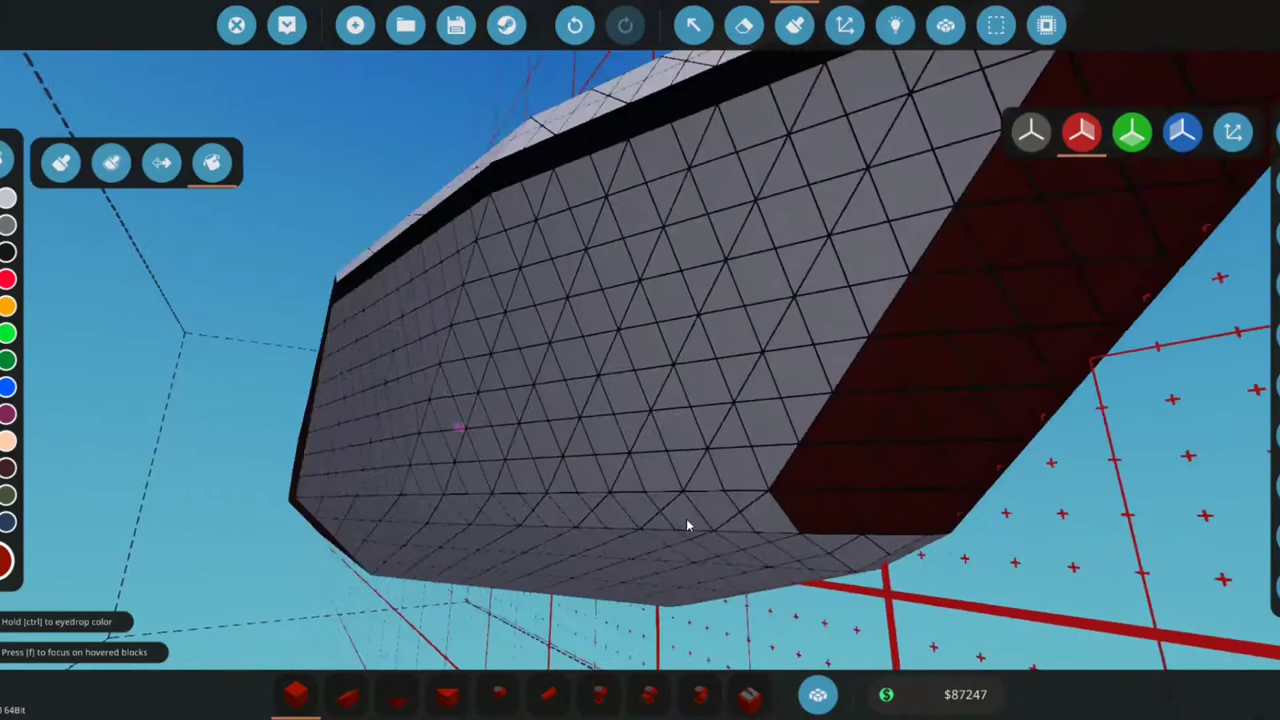 Hold [ctrl] to eyedrop color
Press [f] to focus on hovered blocks
$ $87247
64Bit